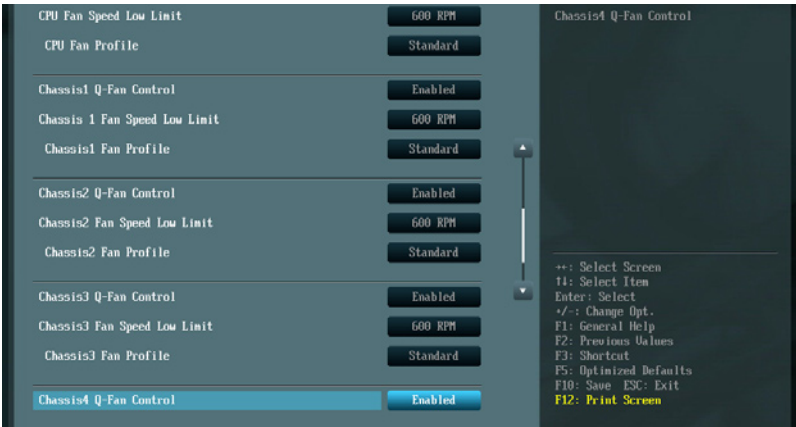 CPU Fan Speed Low Limit 600 RPM
CPU Fan Profile Standard
Chassis1 Q-Fan Control Enabled
Chassis 1 Fan Speed Low Limit 600 RPM
Chassis1 Fan Profile Standard
Chassis2 Q-Fan Control Enabled
Chassis2 Fan Speed Low Limit 600 RPM
Chassis2 Fan Profile Standard
Chassis3 Q-Fan Control Enabled
Chassis3 Fan Speed Low Limit 600 RPM
Chassis3 Fan Profile Standard
Chassis4 Q-Fan Control Enabled
Chassis4 Q-Fan Control
→←: Select Screen
↑↓: Select Item
Enter: Select
+/-: Change Opt.
F1: General Help
F2: Previous Values
F3: Shortcut
F5: Optimized Defaults
F10: Save ESC: Exit
F12: Print Screen